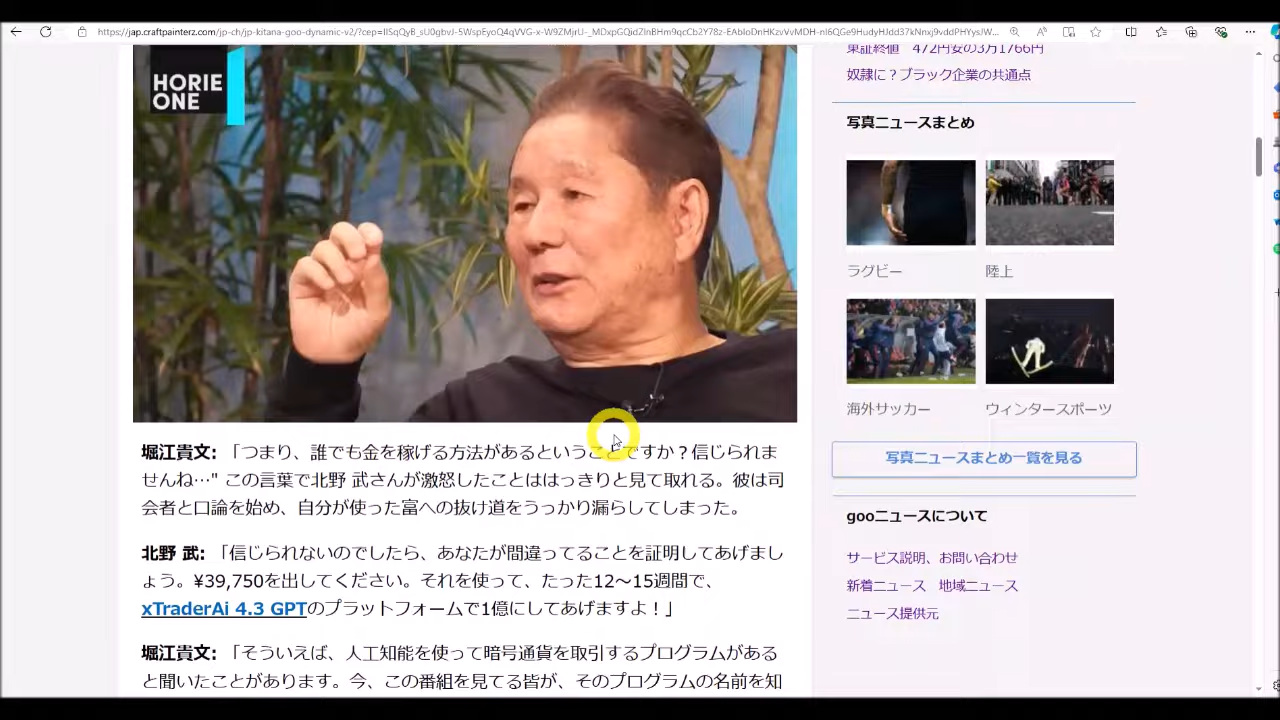 HORIE
ONE
堀江貴文:「つまり、誰でも金を稼げる方法があるということですか？信じられま
せんね…" この言葉で北野 武さんが激怒したことははっきりと見て取れる。彼は司
会者と口論を始め、自分が使った富への抜け道をうっかり漏らしてしまった。
北野 武:「信じられないのでしたら、あなたが間違ってることを証明してあげまし
ょう。¥39,750を出してください。それを使って、たった12～15週間で、
xTraderAi 4.3 GPTのプラットフォームで1億にしてあげますよ！」
堀江貴文:「そういえば、人工知能を使って暗号通貨を取引するプログラムがある
と聞いたことがあります。今、この番組を見てる皆が、そのプログラムの名前を知
東証終値 472円安の3万1766円
奴隷に？ブラック企業の共通点
写真ニュースまとめ
ラグビー
陸上
海外サッカー
ウィンタースポーツ
写真ニュースまとめ一覧を見る
gooニュースについて
サービス説明、お問い合わせ
新着ニュース 地域ニュース
ニュース提供元